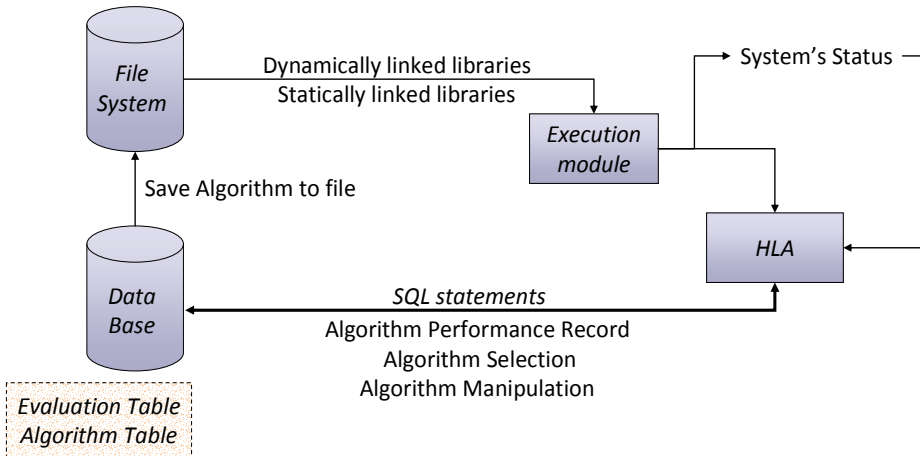 File
System
Dynamically linked libraries
Statically linked libraries
System's Status
Execution
module
Save Algorithm to file
HLA
Data
Base
SQL statements
Algorithm Performance Record
Algorithm Selection
Algorithm Manipulation
Evaluation Table
Algorithm Table